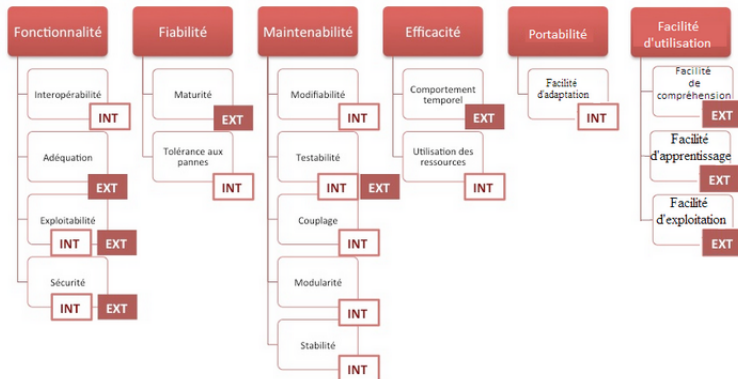 Fonctionnalité
Interopérabilité
INT
Adéquation
EXT
Exploitabilité
INT EXT
Sécurité
INT EXT
Fiabilité
Maturité
EXT
Tolérance aux
pannes
INT
Maintenabilité
Modifiabilité
INT
Testabilité
INT EXT
Couplage
INT
Modularité
INT
Stabilité
INT
Efficacité
Comportement
temporel
EXT
Utilisation des
ressources
INT
Portabilité
Facilité
d'adaptation
INT
Facilité
d'utilisation
Facilité
de
compréhension
EXT
Facilité
d'apprentissage
EXT
Facilité
d'exploitation
EXT